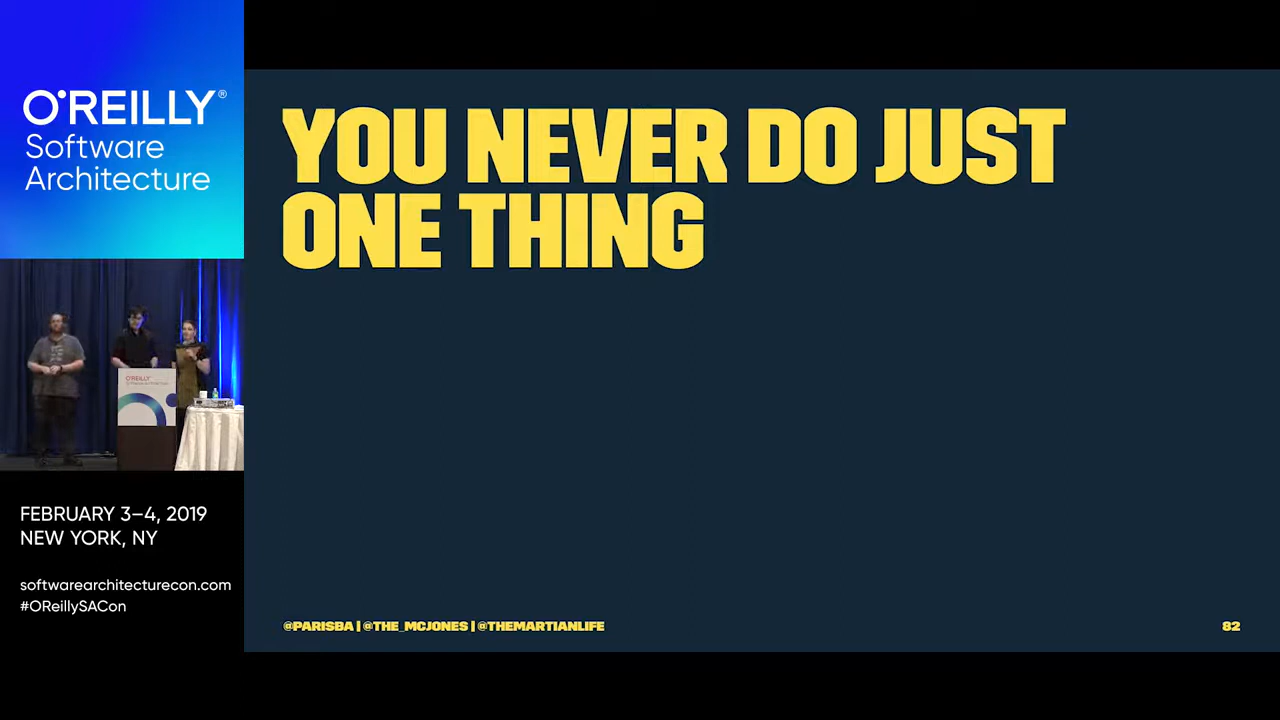 O'REILLY®
Software
Architecture
YOU NEVER DO JUST
ONE THING
O'REILLY
FEBRUARY 3–4, 2019
NEW YORK, NY
softwarearchitecturecon.com
#OReillySACon
@PARISBA | @THE_MCJONES | @THEMARTIANLIFE
82